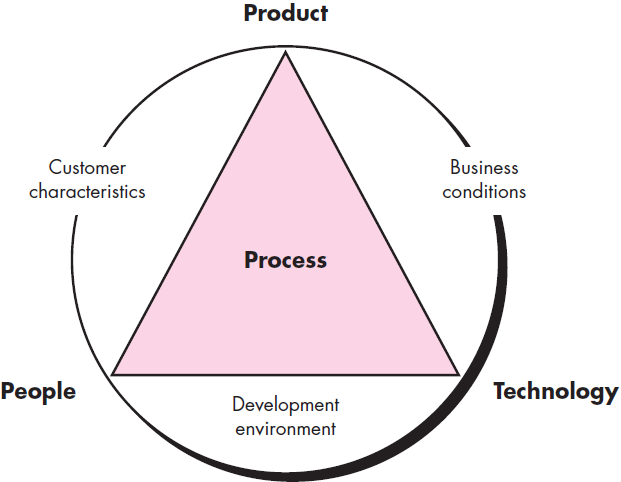 Product
Customer
characteristics
Business
conditions
Process
People
Technology
Development
environment